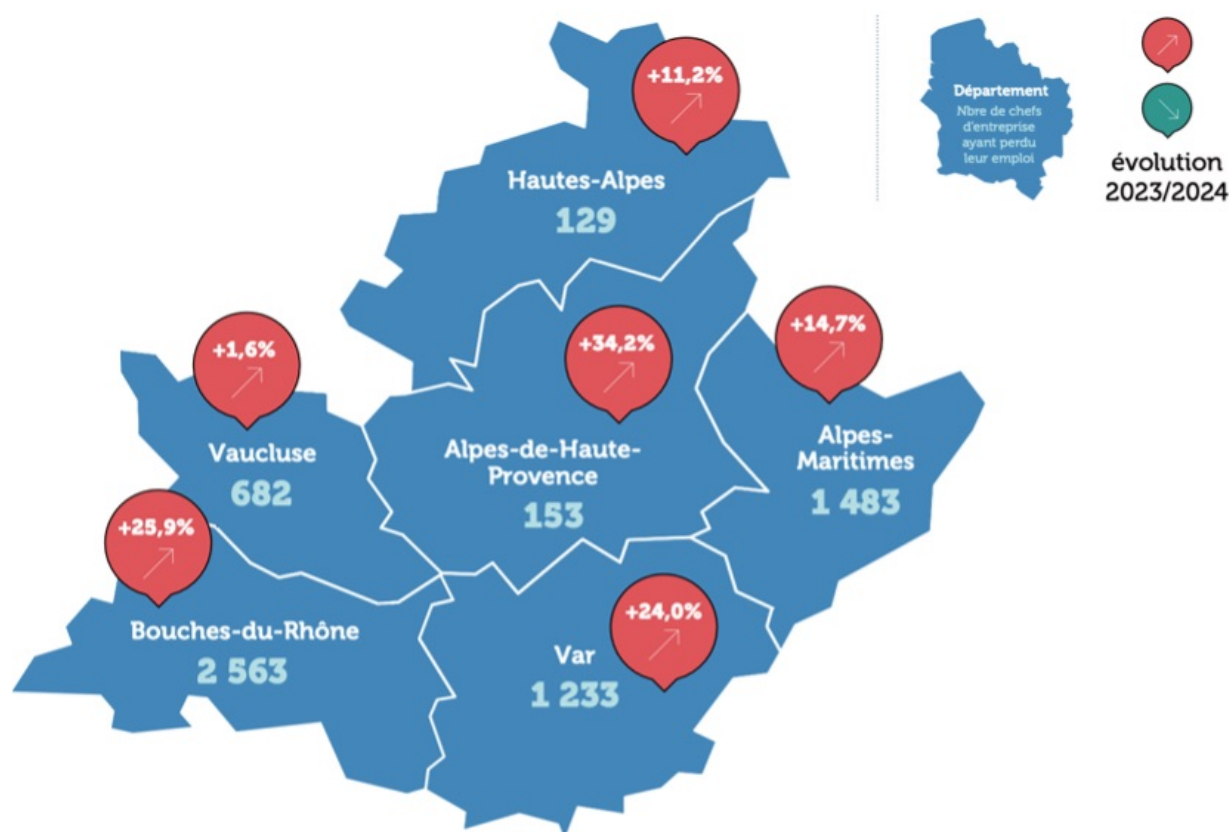 +11,2%
Hautes-Alpes
129
Département
Nbre de chefs
d'entreprise
ayant perdu
leur emploi
évolution
2023/2024
+1,6%
Vaucluse
682
+34,2%
Alpes-de-Haute-
Provence
153
+14,7%
Alpes-
Maritimes
1 483
+25,9%
Bouches-du-Rhône
2 563
+24,0%
Var
1 233